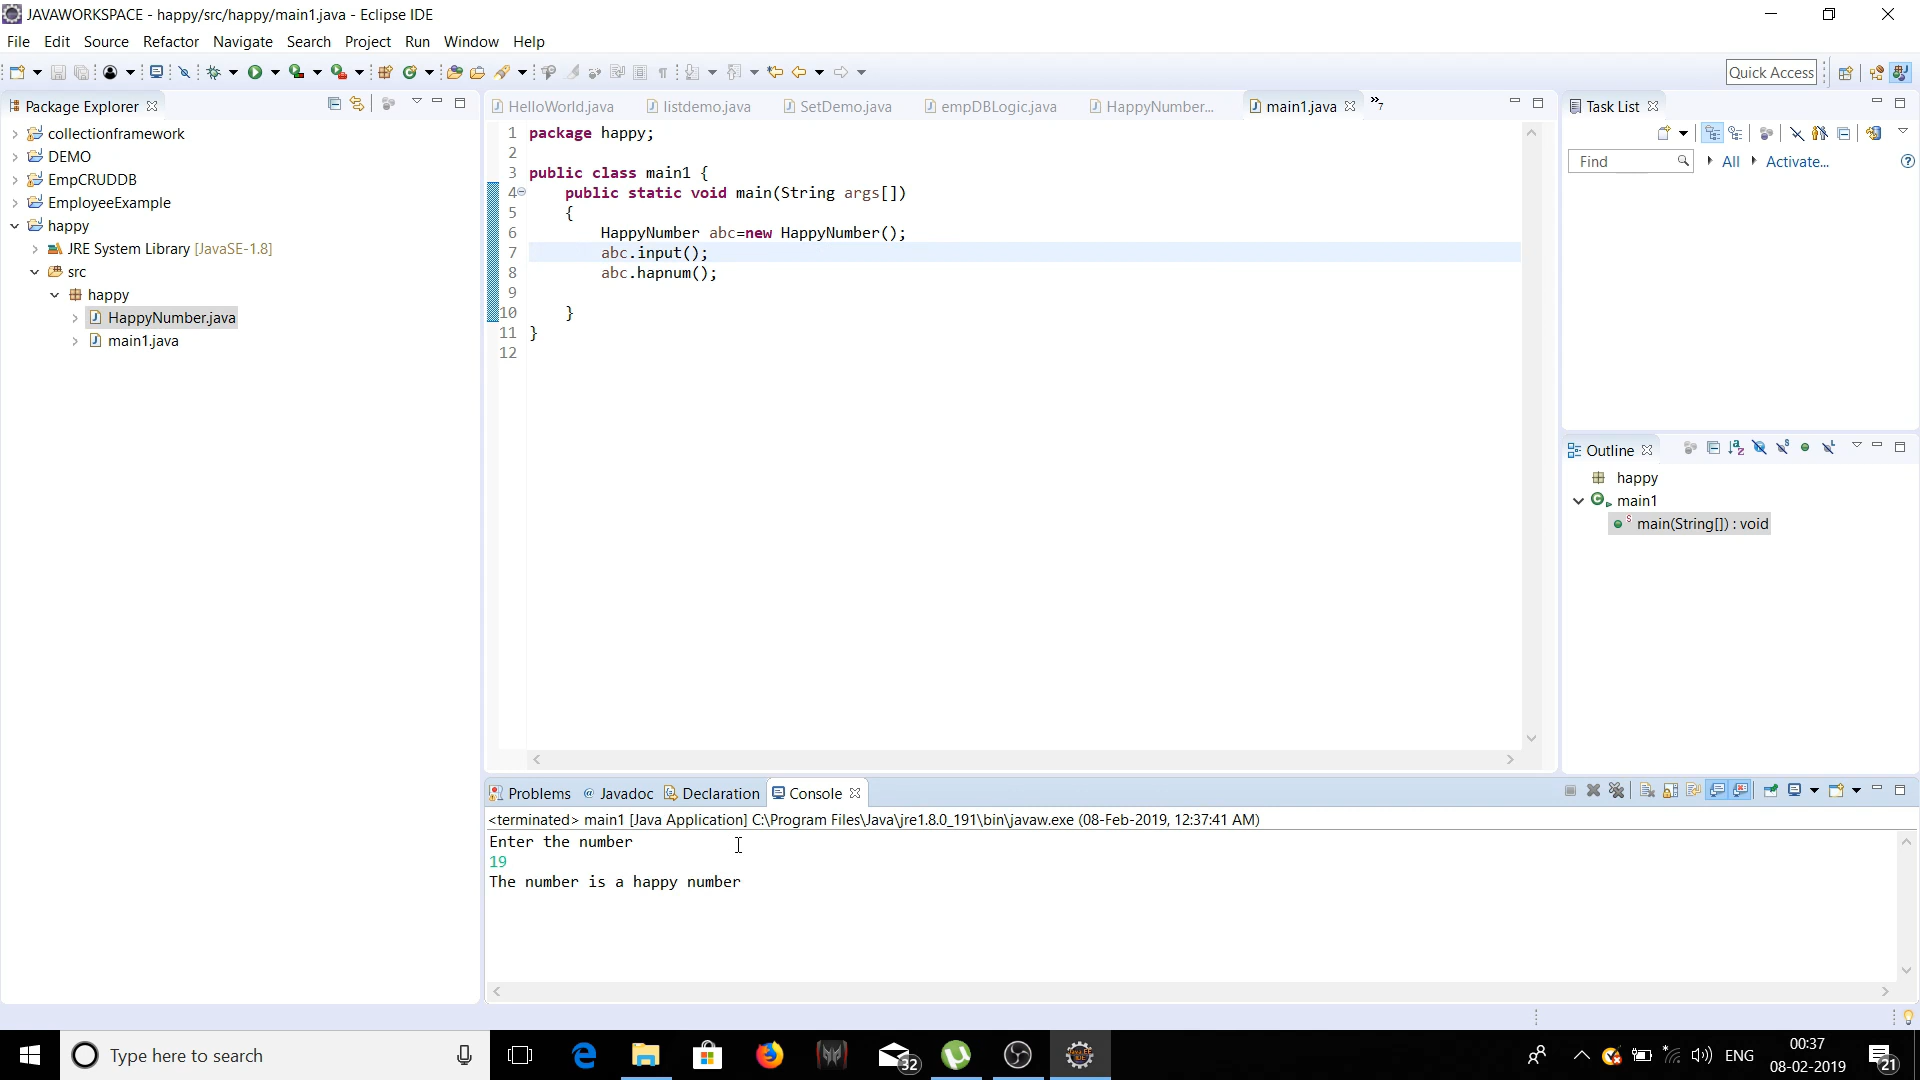 JAVAWORKSPACE - happy/src/happy/main1.java - Eclipse IDE
File Edit Source Refactor Navigate Search Project Run Window Help
Quick Access
Package Explorer
collectionframework
DEMO
EmpCRUDDB
EmployeeExample
happy
JRE System Library [JavaSE-1.8]
src
happy
HappyNumber.java
main1.java
HelloWorld.java listdemo.java SetDemo.java empDBLogic.java HappyNumber... main1.java »7
1 package happy;
2
3 public class main1 {
4 public static void main(String args[])
5 {
6 HappyNumber abc=new HappyNumber();
7 abc.input();
8 abc.hapnum();
9
10 }
11 }
12
Task List
Find All Activate...
Outline
happy
main1
main(String[]) : void
Problems @ Javadoc Declaration Console
<terminated> main1 [Java Application] C:\Program Files\Java\jre1.8.0_191\bin\javaw.exe (08-Feb-2019, 12:37:41 AM)
Enter the number
19
The number is a happy number
Type here to search
32
ENG
00:37
08-02-2019
21